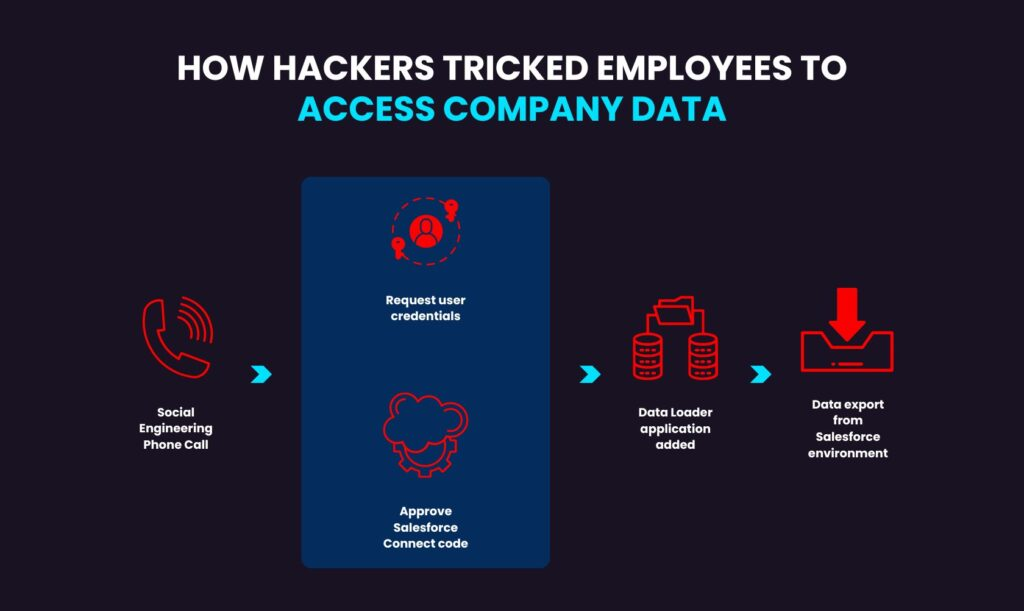 HOW HACKERS TRICKED EMPLOYEES TO
ACCESS COMPANY DATA
Social
Engineering
Phone Call
Request user
credentials
Approve
Salesforce
Connect code
Data Loader
application
added
Data export
from
Salesforce
environment